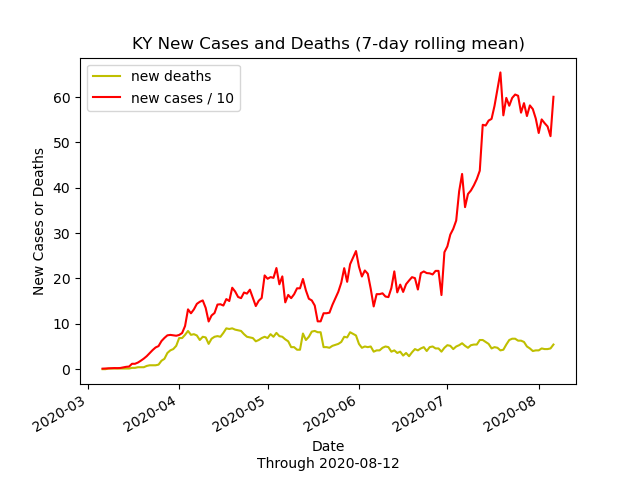 KY New Cases and Deaths (7-day rolling mean)
new deaths
new cases / 10
New Cases or Deaths
60
50
40
30
20
10
0
2020-03
2020-04
2020-05
2020-06
2020-07
2020-08
Date
Through 2020-08-12